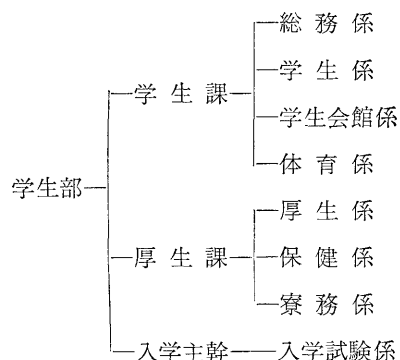 総務係
学生係
学生課
学生会館係
体育係
学生部
厚生係
厚生課
保健係
寮務係
入学主幹 入学試験係